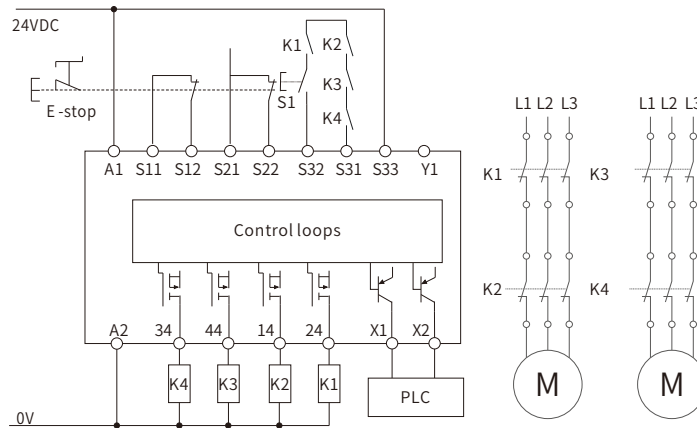 24VDC
E-stop
K1 K2
K3
S1
K4
A1 S11 S12 S21 S22 S32 S31 S33 Y1
Control loops
A2 34 44 14 24 X1 X2
K4 K3 K2 K1
PLC
0V
L1 L2 L3
K1
K2
M
L1 L2 L3
K3
K4
M